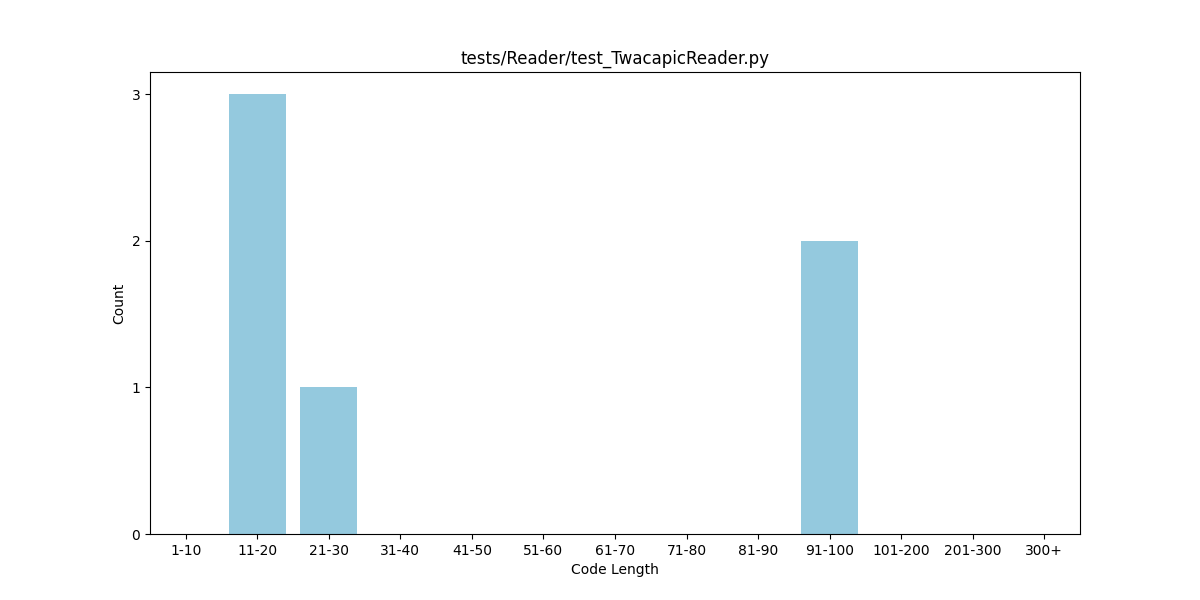 tests/Reader/test_TwacapicReader.py
3
2
1
0
Count
1-10 11-20 21-30 31-40 41-50 51-60 61-70 71-80 81-90 91-100 101-200 201-300 300+
Code Length